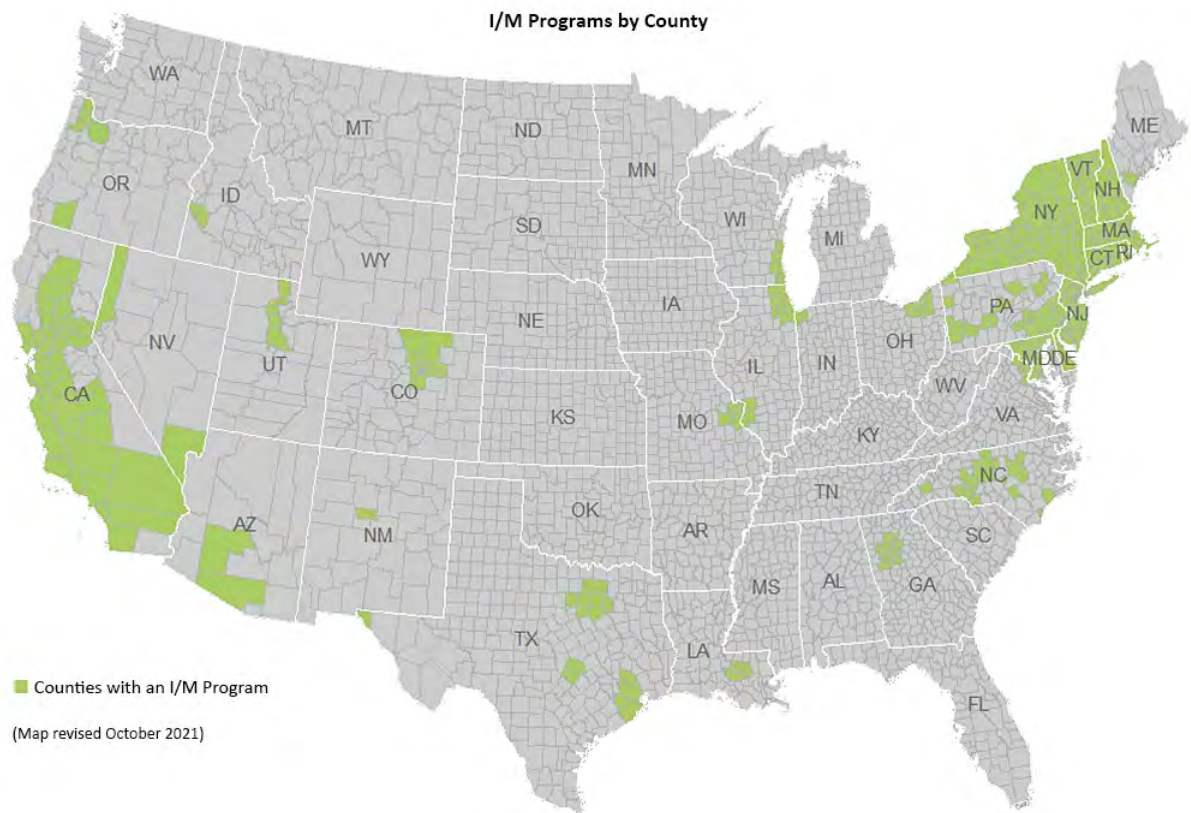 I/M Programs by County
WA
MT
ND
MN
ME
OR
ID
SD
WI
MI
VT
NH
NY
MA
CT
RI
WY
IA
NE
PA
NJ
NV
UT
CO
IL
IN
OH
MD
DE
CA
KS
MO
WV
VA
KY
AZ
NM
OK
AR
TN
NC
SC
MS
AL
GA
TX
LA
FL
Counties with an I/M Program
(Map revised October 2021)